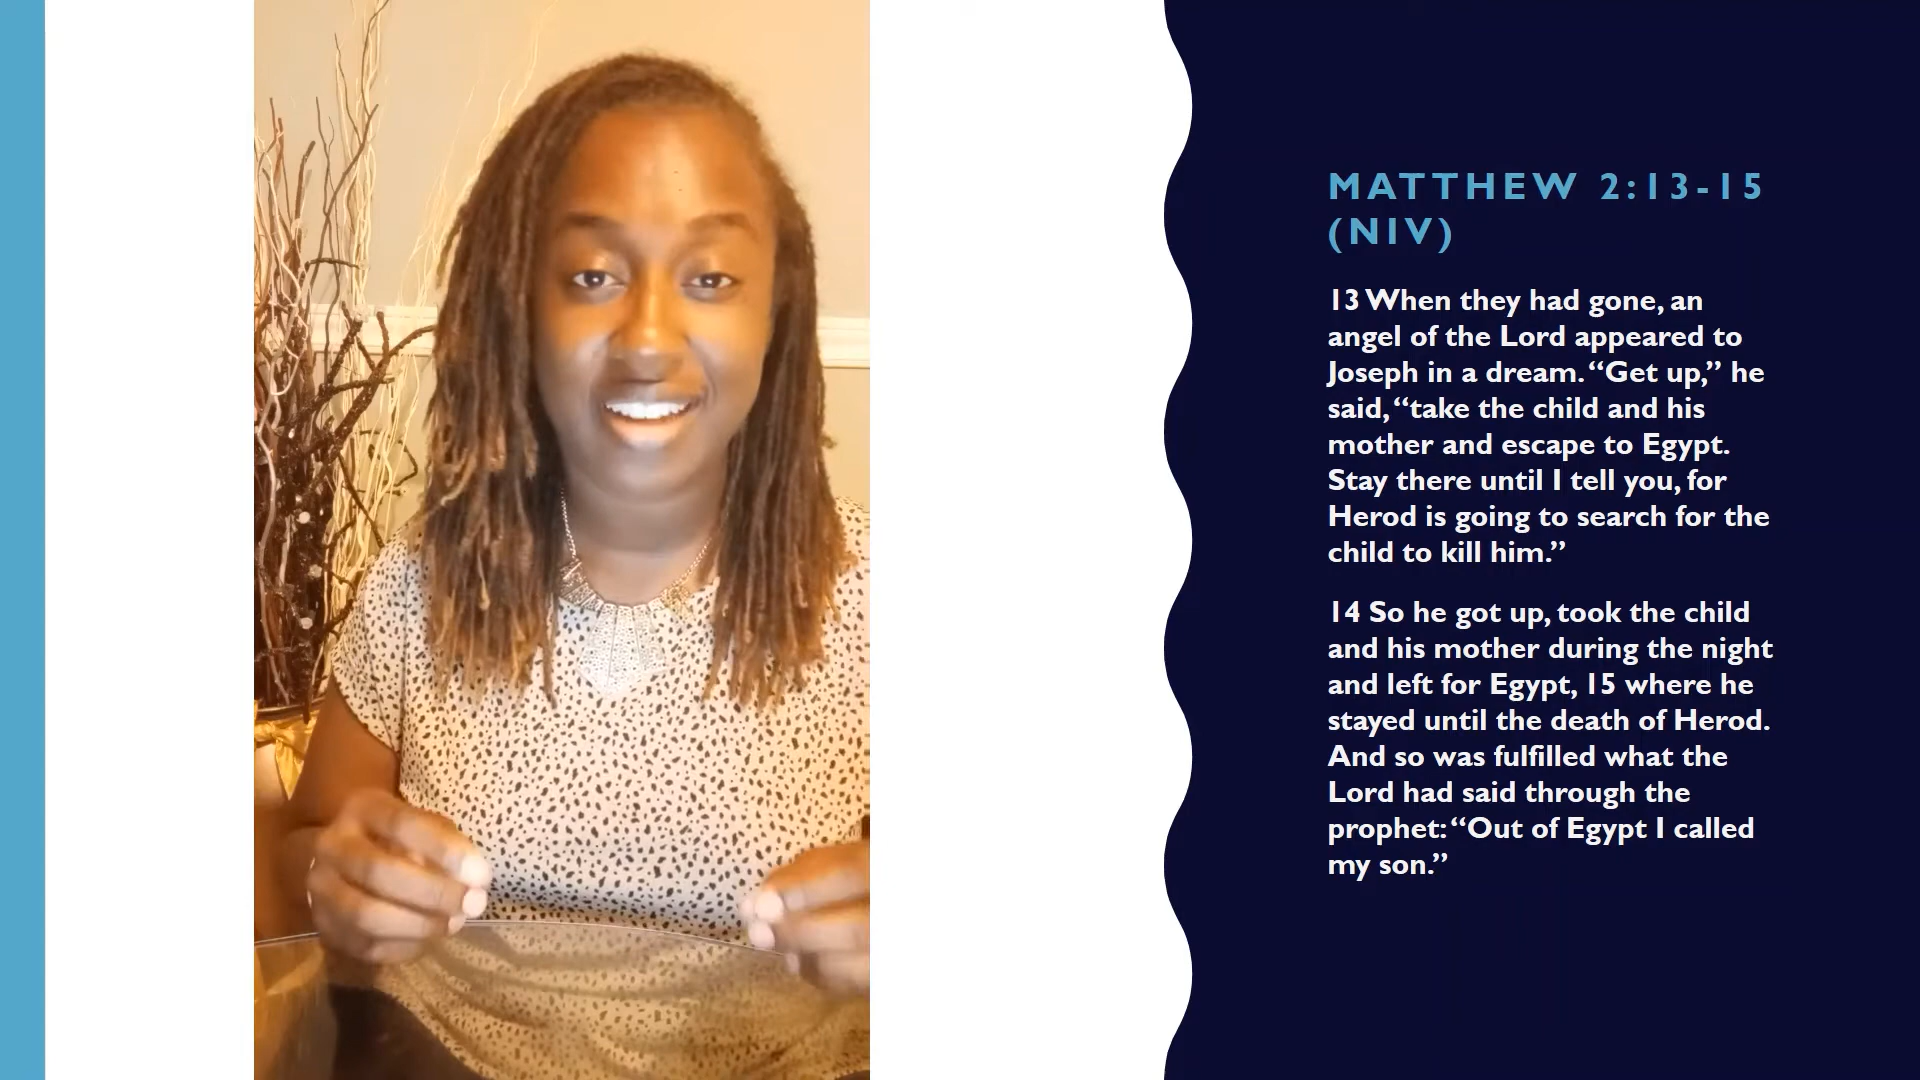 MATTHEW 2:13-15
(NIV)
13 When they had gone, an
angel of the Lord appeared to
Joseph in a dream. “Get up,” he
said, “take the child and his
mother and escape to Egypt.
Stay there until I tell you, for
Herod is going to search for the
child to kill him.”
14 So he got up, took the child
and his mother during the night
and left for Egypt, 15 where he
stayed until the death of Herod.
And so was fulfilled what the
Lord had said through the
prophet: “Out of Egypt I called
my son.”